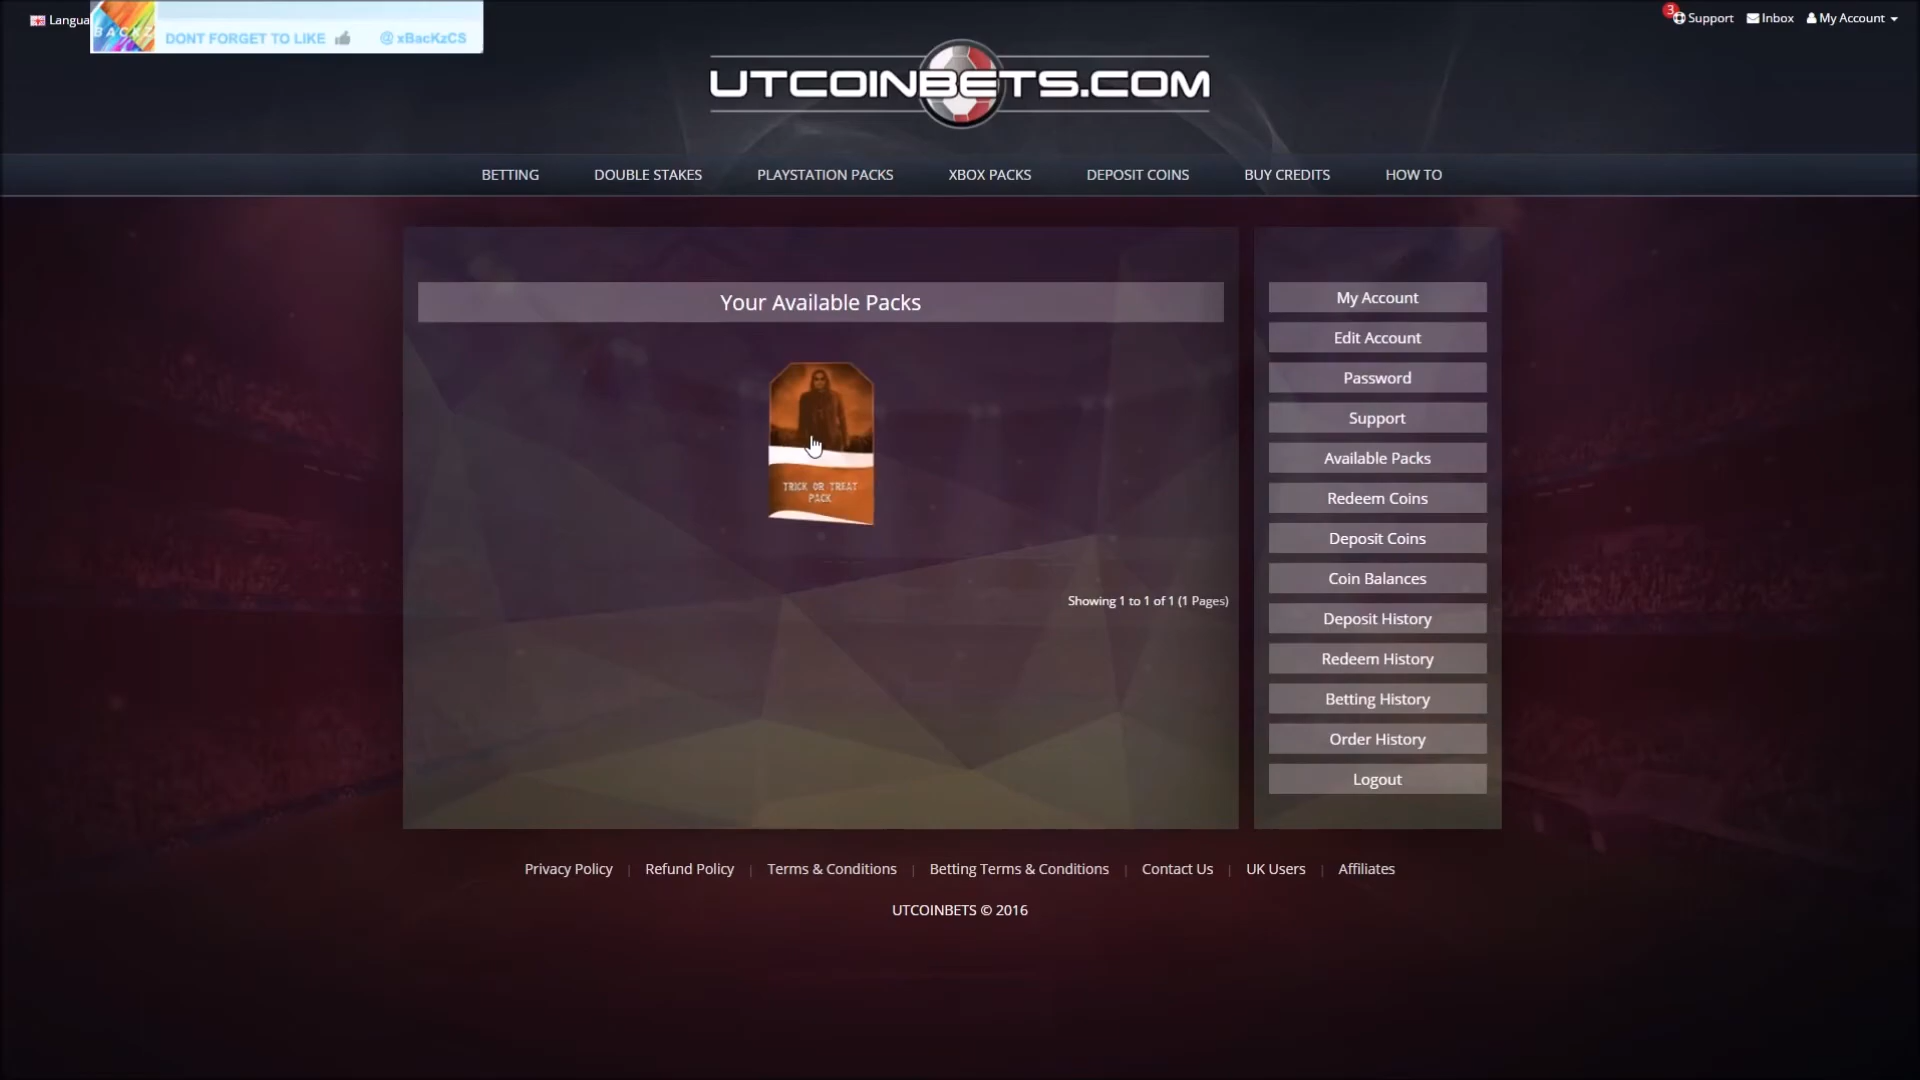 Langua
BACKZ
DONT FORGET TO LIKE
@xBacKzCS
3
Support
Inbox
My Account
UTCOINBETS.COM
BETTING
DOUBLE STAKES
PLAYSTATION PACKS
XBOX PACKS
DEPOSIT COINS
BUY CREDITS
HOW TO
Your Available Packs
TRICK OR TREAT
PACK
Showing 1 to 1 of 1 (1 Pages)
My Account
Edit Account
Password
Support
Available Packs
Redeem Coins
Deposit Coins
Coin Balances
Deposit History
Redeem History
Betting History
Order History
Logout
Privacy Policy | Refund Policy | Terms & Conditions | Betting Terms & Conditions | Contact Us | UK Users | Affiliates
UTCOINBETS © 2016